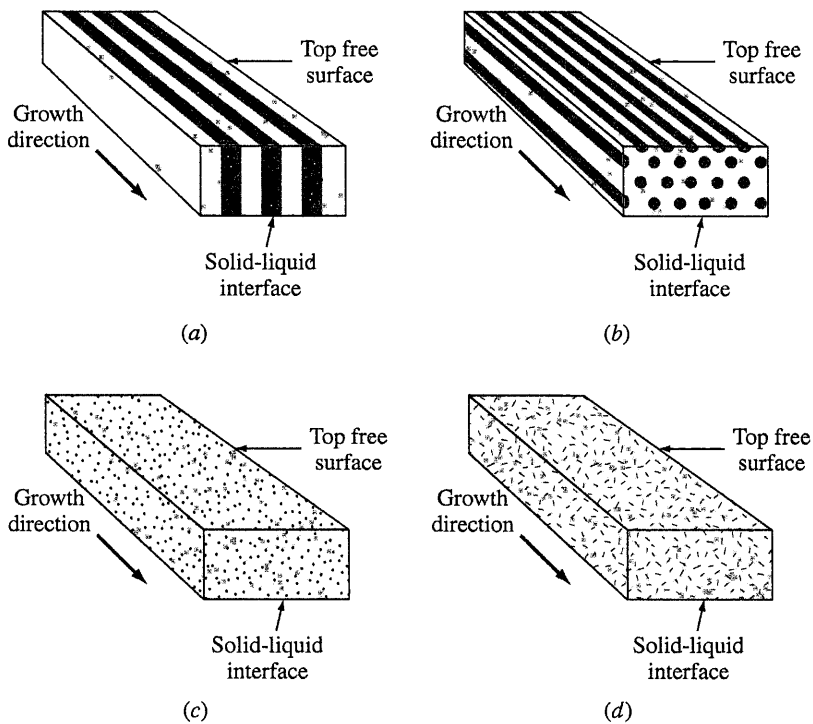 Top free
surface
Growth
direction
Solid-liquid
interface
(a)
Top free
surface
Growth
direction
Solid-liquid
interface
(b)
Top free
surface
Growth
direction
Solid-liquid
interface
(c)
Top free
surface
Growth
direction
Solid-liquid
interface
(d)